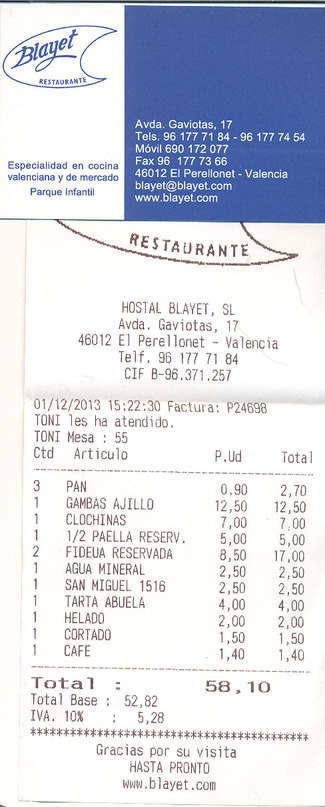 Blayet
RESTAURANTE
Especialidad en cocina
valenciana y de mercado
Parque Infantil
Avda. Gaviotas, 17
Tels. 96 177 71 84 - 96 177 74 54
Móvil 690 172 077
Fax 96 177 73 66
46012 El Perellonet - Valencia
blayet@blayet.com
www.blayet.com
RESTAURANTE
HOSTAL BLAYET, SL
Avda. Gaviotas, 17
46012 El Perellonet - Valencia
Telf. 96 177 71 84
CIF B-96.371.257
01/12/2013 15:22:30 Factura: P24698
TONI les ha atendido.
TONI Mesa : 55
Ctd Articulo P.Ud Total
3 PAN 0,90 2,70
1 GAMBAS AJILLO 12,50 12,50
1 CLOCHINAS 7,00 7,00
1 1/2 PAELLA RESERV. 5,00 5,00
2 FIDEUA RESERVADA 8,50 17,00
1 AGUA MINERAL 2,50 2,50
1 SAN MIGUEL 1516 2,50 2,50
1 TARTA ABUELA 4,00 4,00
1 HELADO 2,00 2,00
1 CORTADO 1,50 1,50
1 CAFE 1,40 1,40
Total : 58,10
Total Base : 52,82
IVA. 10% : 5,28
****************************************
Gracias por su visita
HASTA PRONTO
www.blayet.com